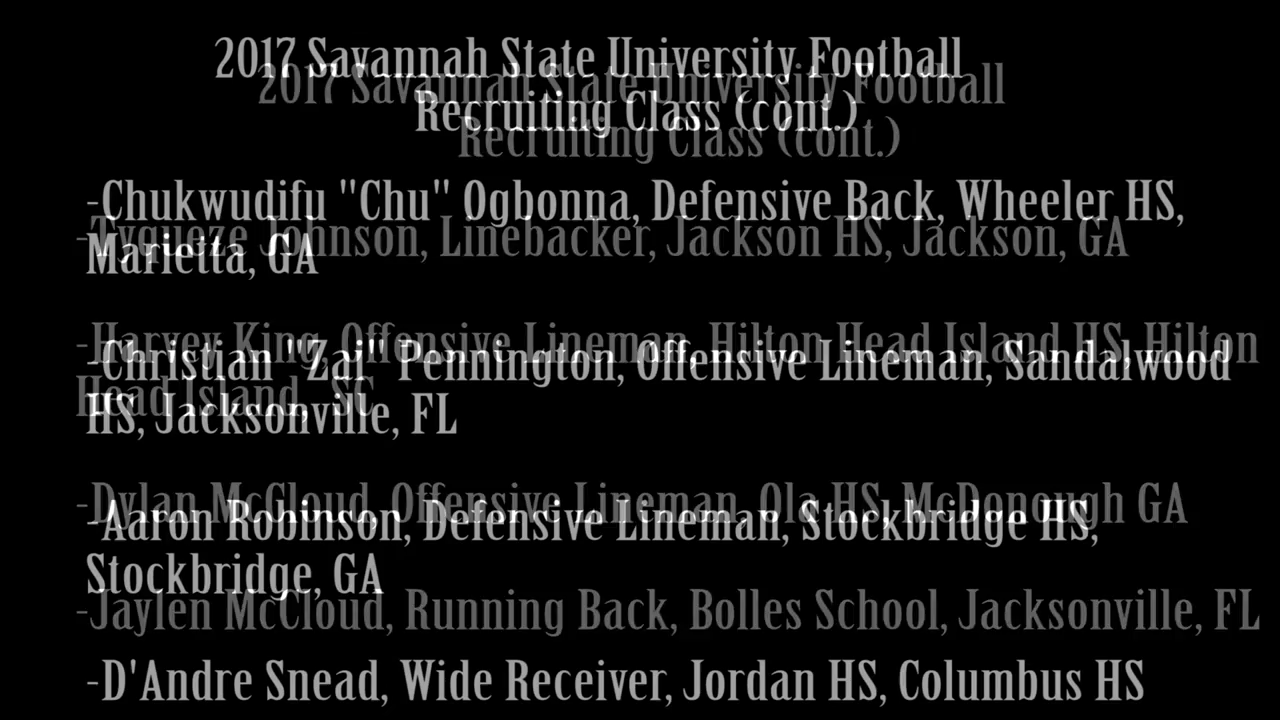 2017 Savannah State University Football
Recruiting Class (cont.)
-Chukwudifu "Chu" Ogbonna, Defensive Back, Wheeler HS,
Marietta, GA
-Christian "Zai" Pennington, Offensive Lineman, Sandalwood
HS, Jacksonville, FL
-Aaron Robinson, Defensive Lineman, Stockbridge HS,
Stockbridge, GA
-D'Andre Snead, Wide Receiver, Jordan HS, Columbus HS
2017 Savannah State University Football
Recruiting Class (cont.)
-Tyqueze Johnson, Linebacker, Jackson HS, Jackson, GA
-Harvey King, Offensive Lineman, Hilton Head Island HS, Hilton
Head Island, SC
-Dylan McCloud, Offensive Lineman, Ola HS, McDonough GA
-Jaylen McCloud, Running Back, Bolles School, Jacksonville, FL